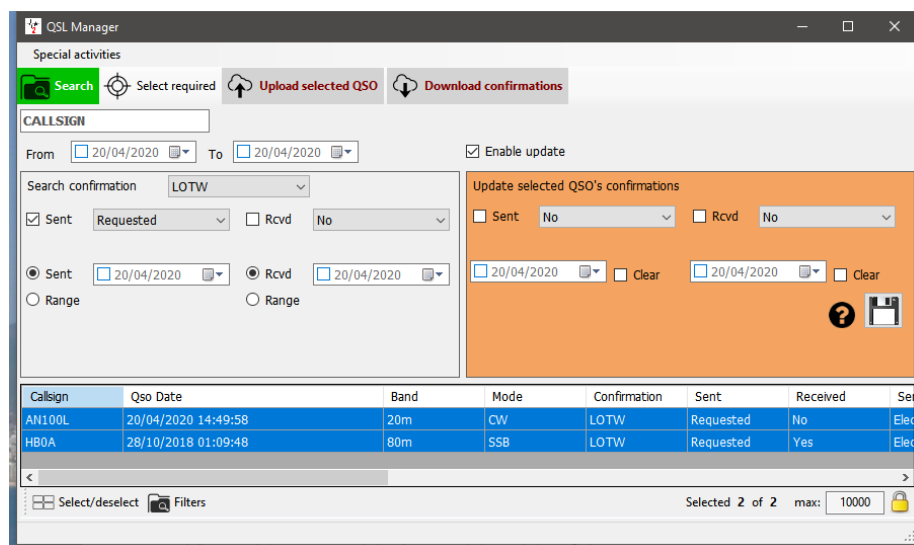 QSL Manager
Special activities
Search Select required Upload selected QSO Download confirmations
CALLSIGN
From 20/04/2020 To 20/04/2020 Enable update
Search confirmation LOTW Update selected QSO's confirmations
Sent Requested Rcvd No Sent No Rcvd No
Sent 20/04/2020 Rcvd 20/04/2020 20/04/2020 Clear 20/04/2020 Clear
Range Range
Callsign Qso Date Band Mode Confirmation Sent Received
AN100L 20/04/2020 14:49:58 20m CW LOTW Requested No Elec
HB0A 28/10/2018 01:09:48 80m SSB LOTW Requested Yes Elec
Select/deselect Filters Selected 2 of 2 max: 10000